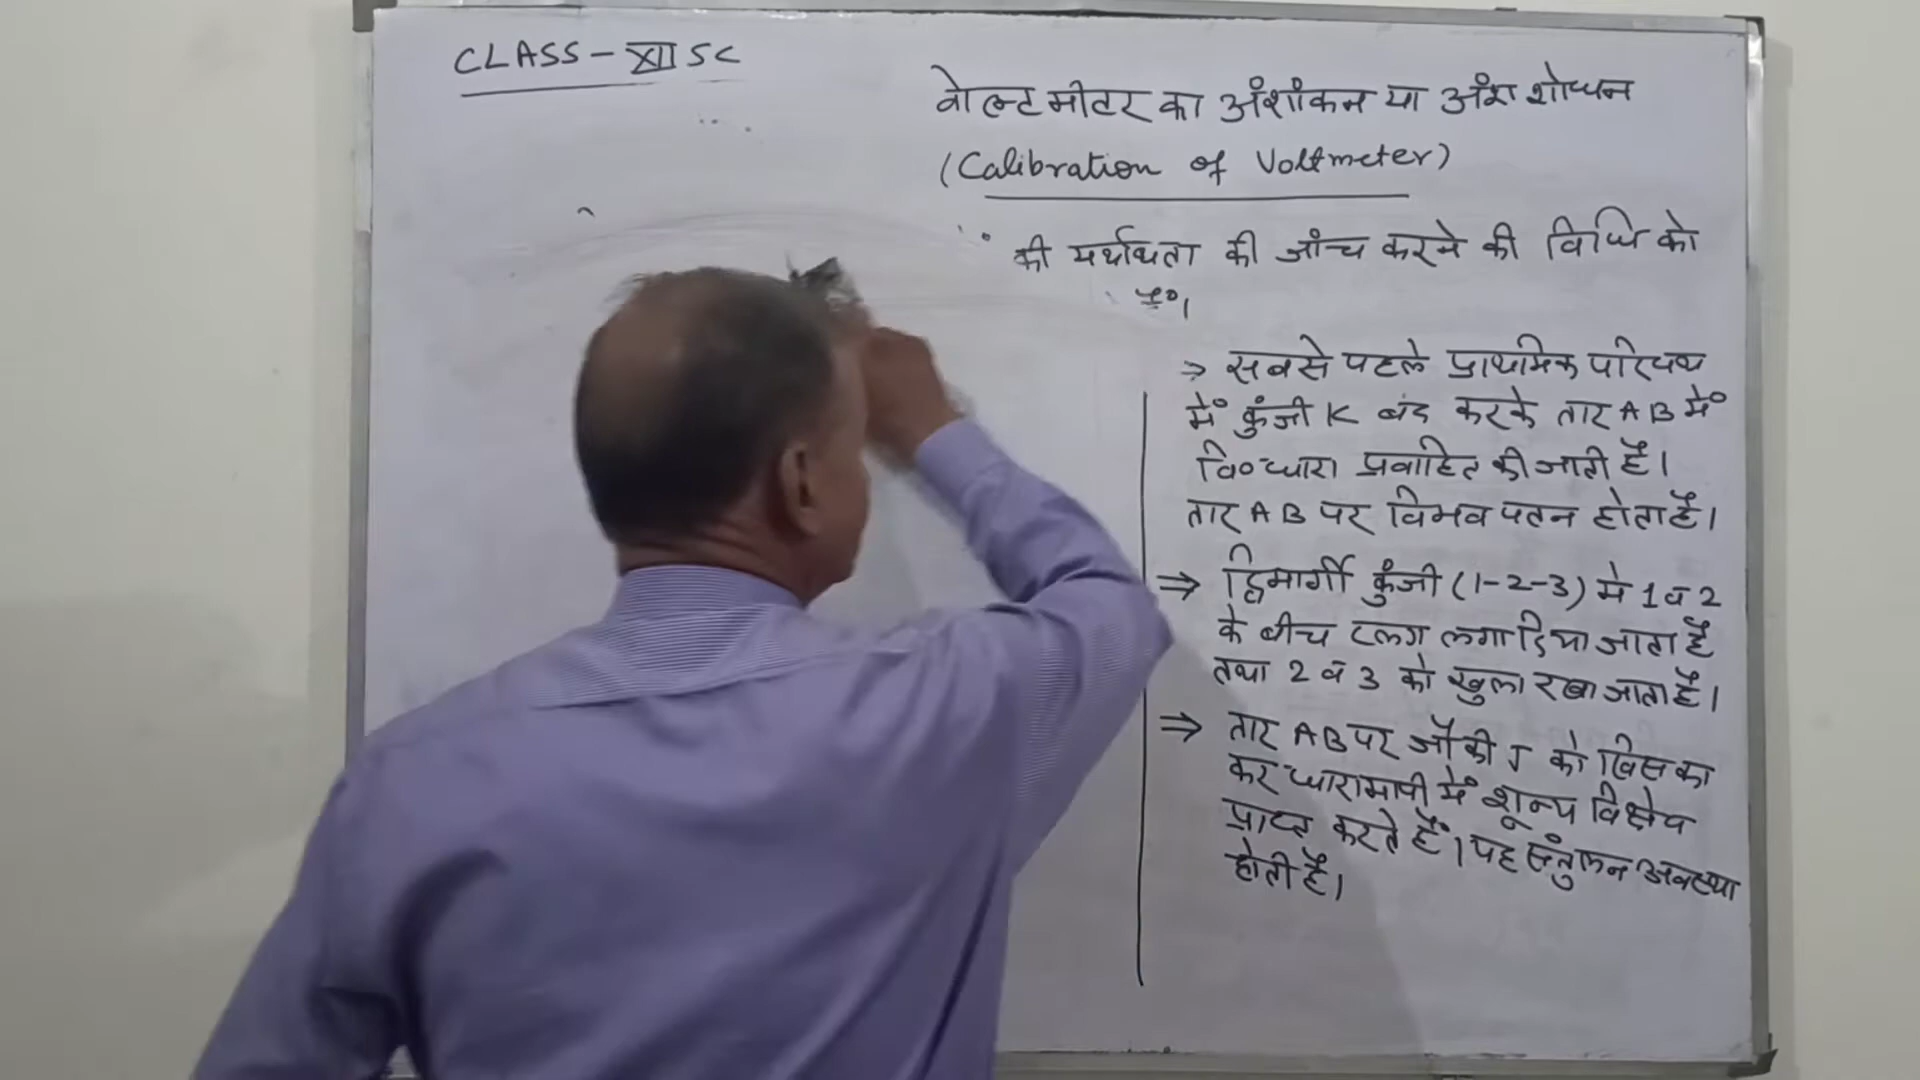 CLASS-XII SC
वोल्टमीटर का अंशांकन या अंश शोधन
(Calibration of Voltmeter)
की यर्थाथता की जांच करने की विधि को
⇒ सबसे पहले प्राथमिक परिपथ
में कुंजी K बंद करके तार AB में
वि० धारा प्रवाहित की जाती है।
तार AB पर विभव पतन होता है।
⇒ द्विमार्गी कुंजी (1-2-3) मे 1 व 2
के बीच प्लग लगा दिया जाता है
तथा 2 व 3 को खुला रखा जाता है।
⇒ तार AB पर जौकी J को खिसका
कर धारामापी में शून्य विक्षेप
प्राप्त करते हैं। यह संतुलन अवस्था
होती है।